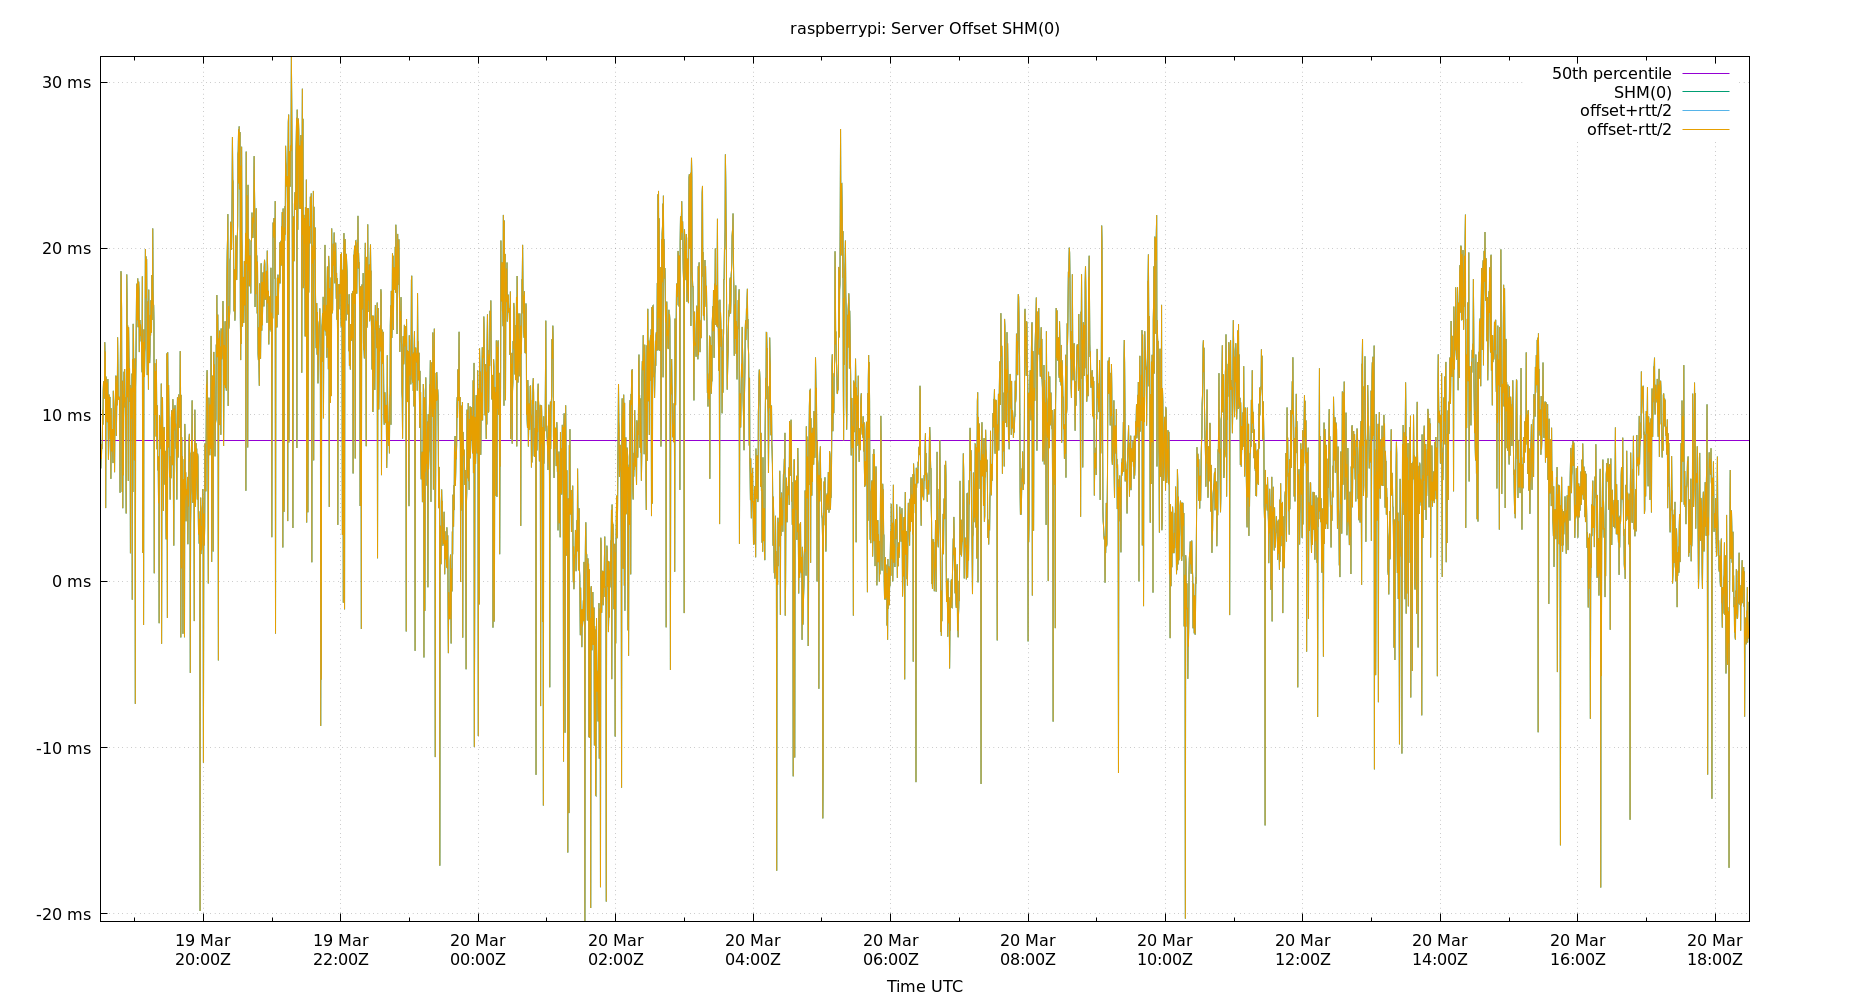 raspberrypi: Server Offset SHM(0)
50th percentile
SHM(0)
offset+rtt/2
offset-rtt/2
30 ms
20 ms
10 ms
0 ms
-10 ms
-20 ms
19 Mar 19 Mar 20 Mar 20 Mar 20 Mar 20 Mar 20 Mar 20 Mar 20 Mar 20 Mar 20 Mar 20 Mar
20:00Z 22:00Z 00:00Z 02:00Z 04:00Z 06:00Z 08:00Z 10:00Z 12:00Z 14:00Z 16:00Z 18:00Z
Time UTC